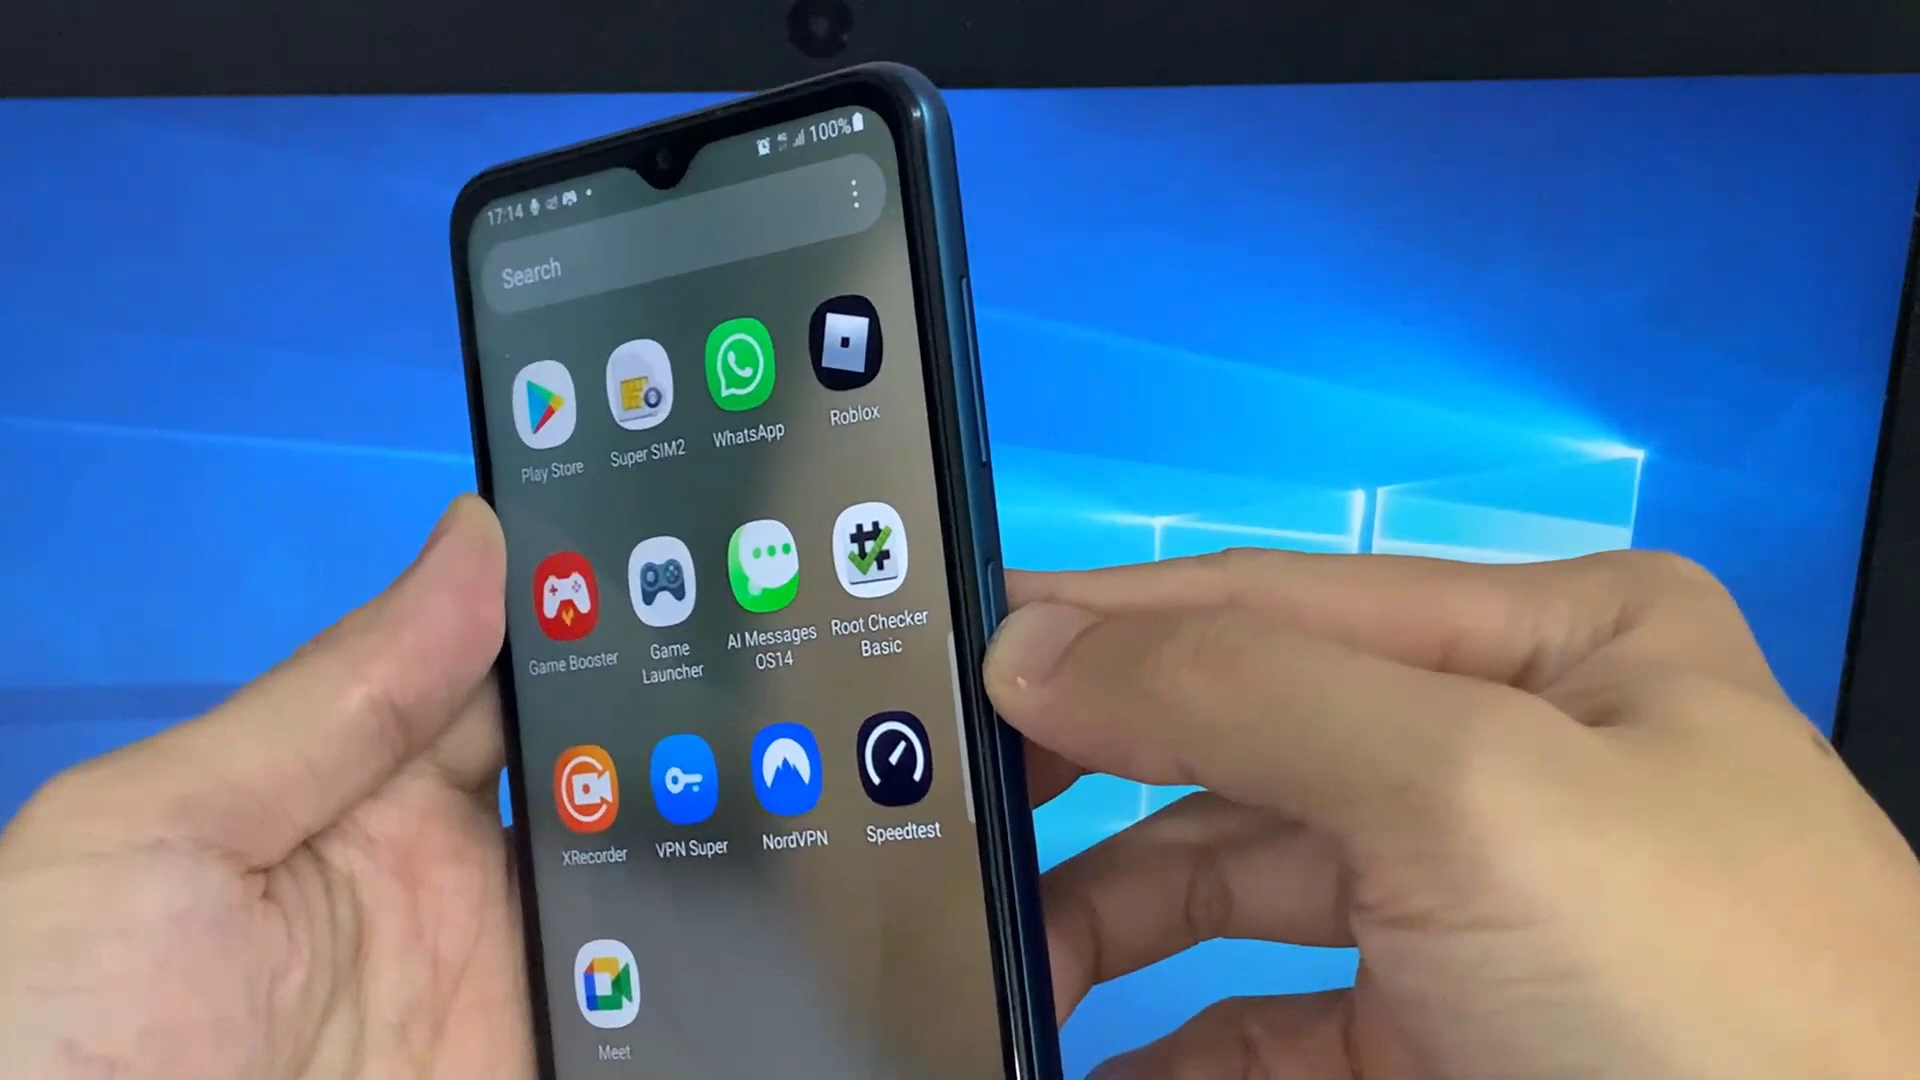 17:14
4G
100%
Search
Play Store
Super SIM2
WhatsApp
Roblox
Game Booster
Game
Launcher
AI Messages
OS14
Root Checker
Basic
XRecorder
VPN Super
NordVPN
Speedtest
Meet